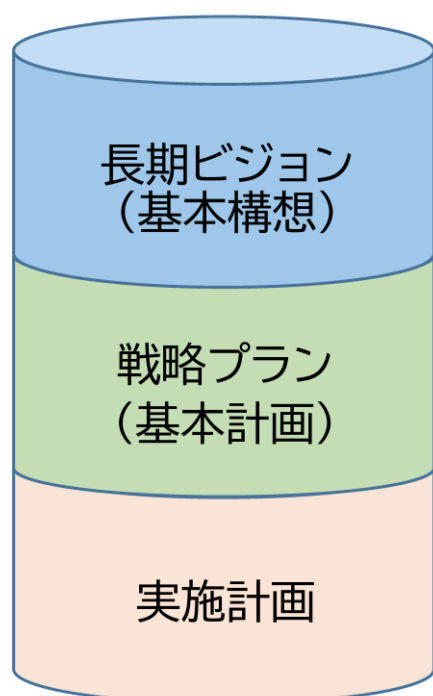 長期ビジョン
（基本構想）
戦略プラン
（基本計画）
実施計画